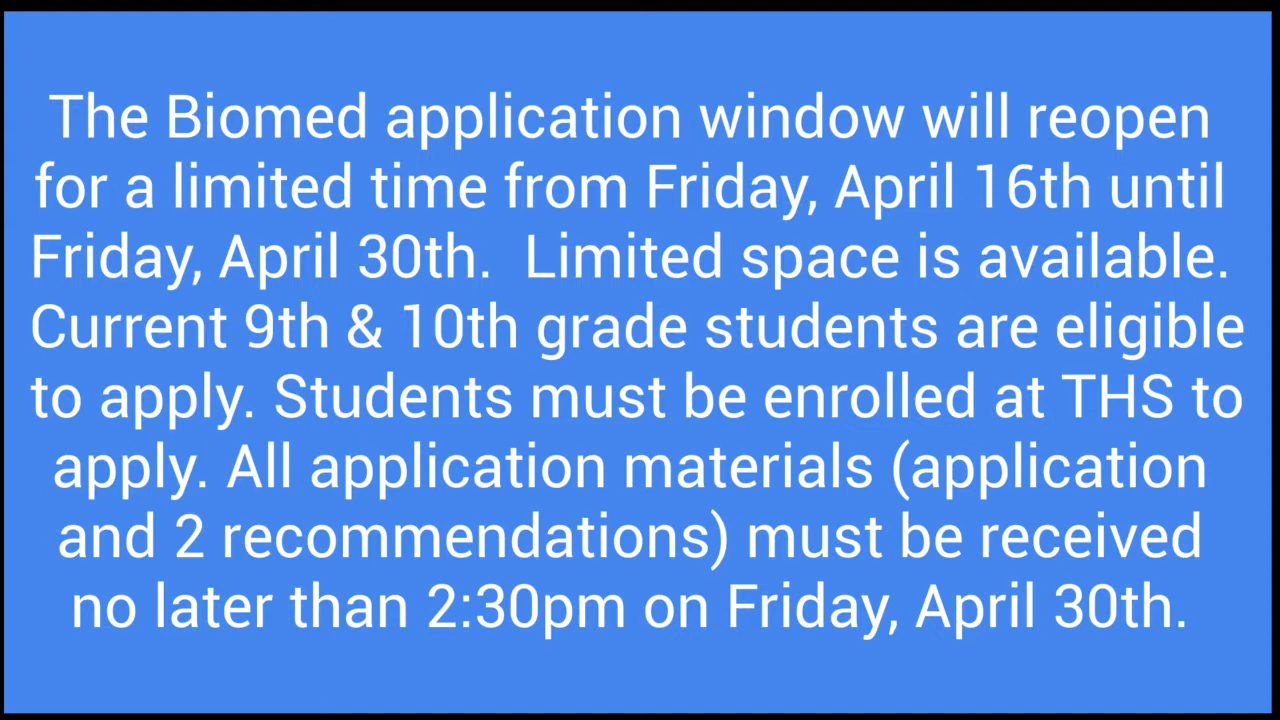 The Biomed application window will reopen
for a limited time from Friday, April 16th until
Friday, April 30th.  Limited space is available.
Current 9th & 10th grade students are eligible
to apply. Students must be enrolled at THS to
apply. All application materials (application
and 2 recommendations) must be received
no later than 2:30pm on Friday, April 30th.